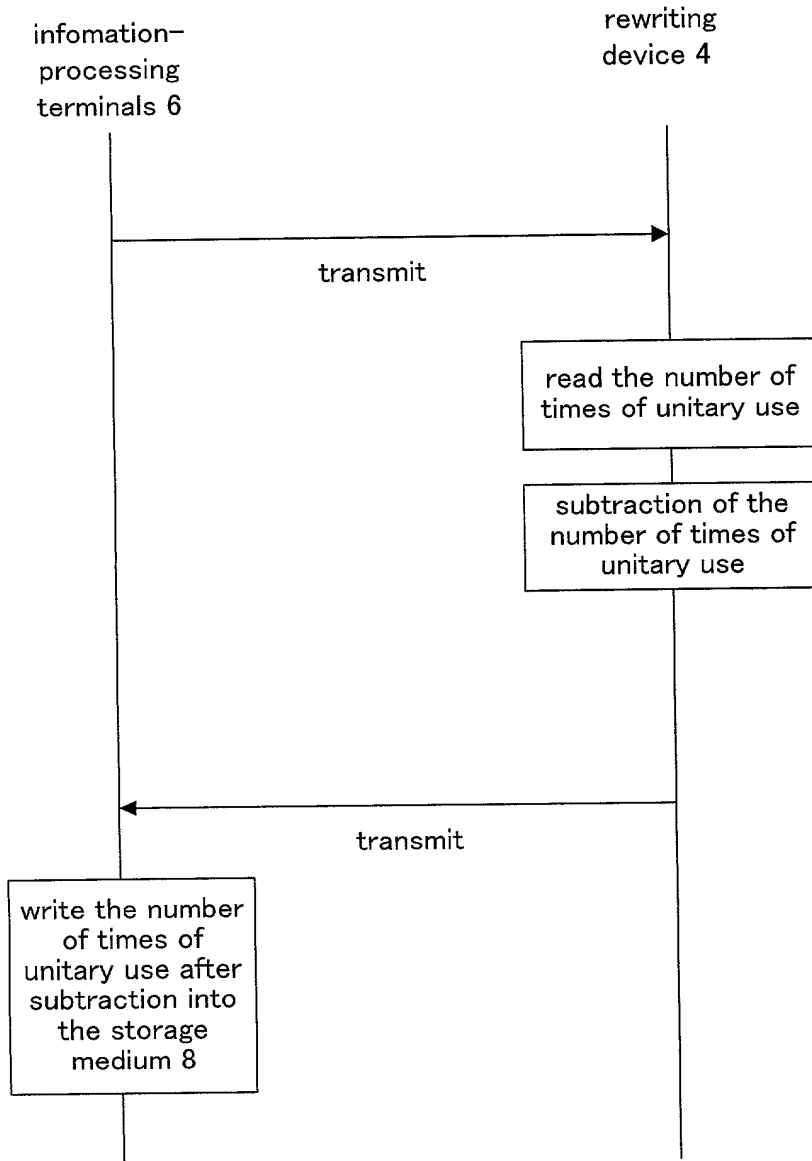 infomation-
processing
terminals 6
rewriting
device 4
transmit
read the number of
times of unitary use
subtraction of the
number of times of
unitary use
transmit
write the number
of times of
unitary use after
subtraction into
the storage
medium 8